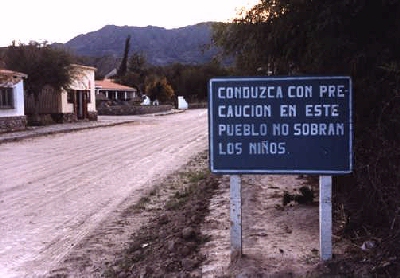 CONDUZCA CON PRE-
CAUCION EN ESTE
PUEBLO NO SOBRAN
LOS NIÑOS.